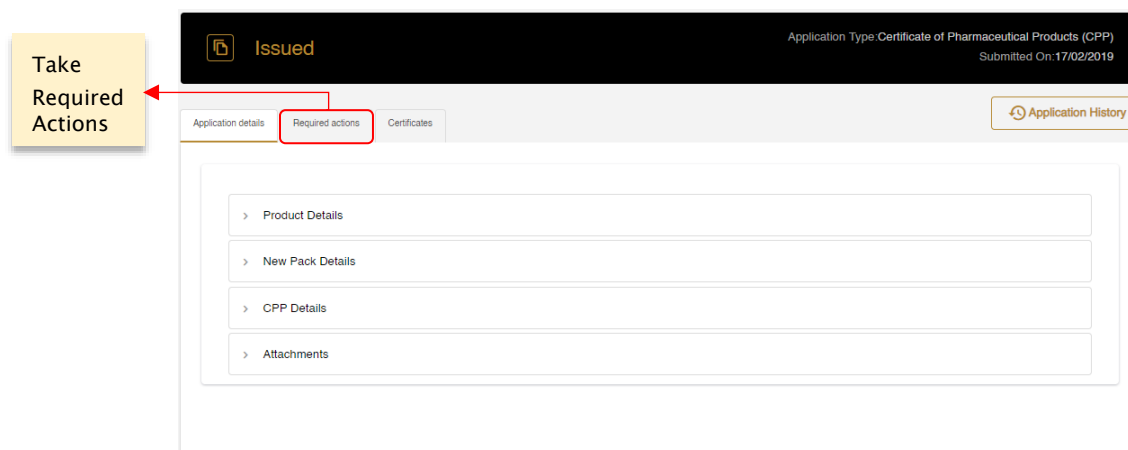 Take
Required
Actions
Issued
Application Type:Certificate of Pharmaceutical Products (CPP)
Submitted On:17/02/2019
Application details
Required actions
Certificates
Application History
Product Details
New Pack Details
CPP Details
Attachments